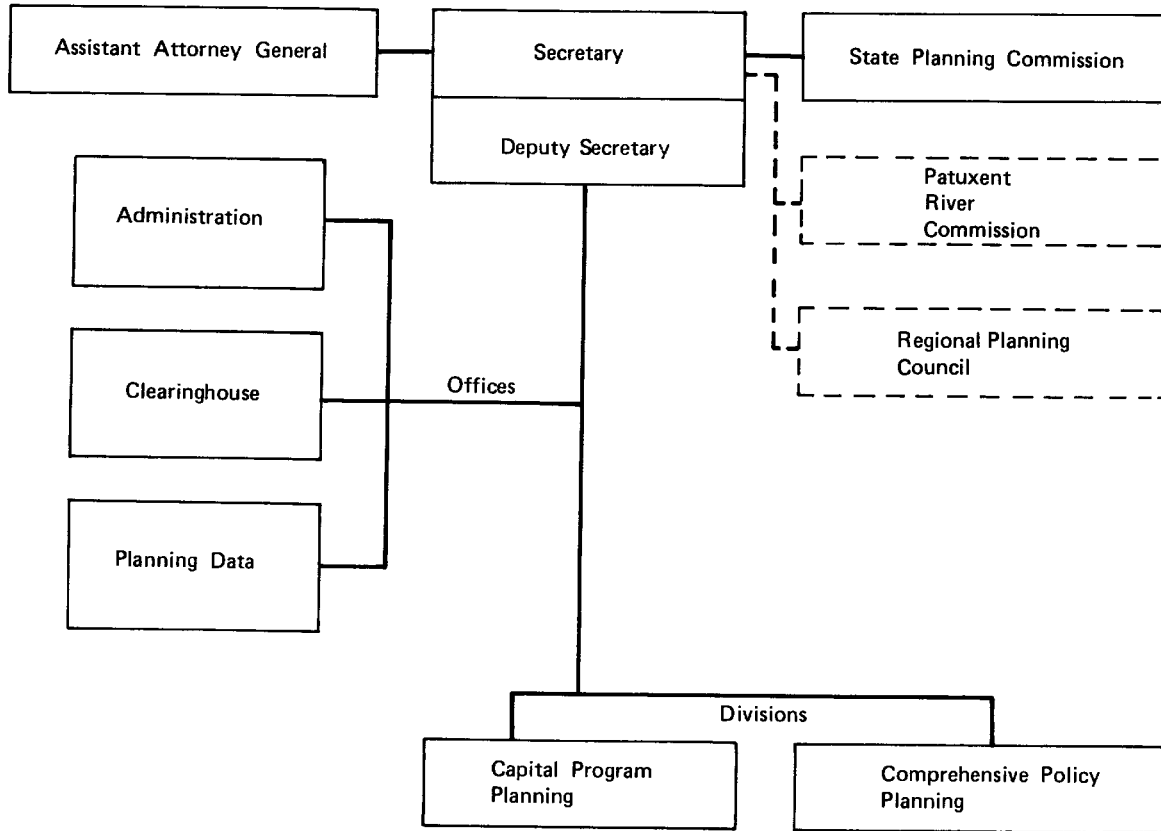 Assistant Attorney General
Secretary
State Planning Commission
Deputy Secretary
Patuxent
River
Commission
Administration
Regional Planning
Council
Clearinghouse
Offices
Planning Data
Divisions
Capital Program
Planning
Comprehensive Policy
Planning